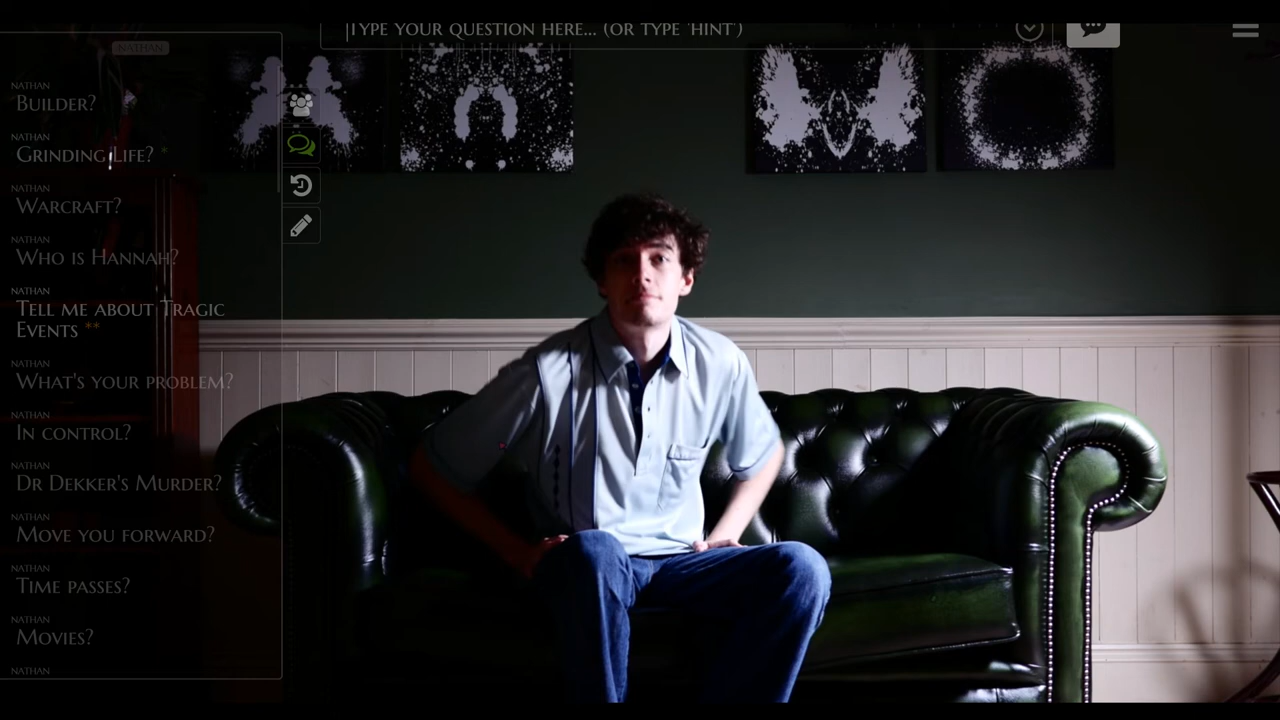 TYPE YOUR QUESTION HERE... (OR TYPE 'HINT')
NATHAN
NATHAN
BUILDER?
NATHAN
GRINDING LIFE? *
NATHAN
WARCRAFT?
NATHAN
WHO IS HANNAH?
NATHAN
TELL ME ABOUT TRAGIC
EVENTS **
NATHAN
WHAT'S YOUR PROBLEM?
NATHAN
IN CONTROL?
NATHAN
DR DEKKER'S MURDER?
NATHAN
MOVE YOU FORWARD?
NATHAN
TIME PASSES?
NATHAN
MOVIES?
NATHAN